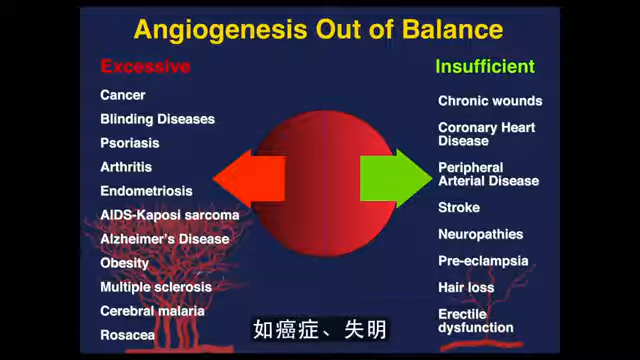 Angiogenesis Out of Balance
Excessive
Cancer
Blinding Diseases
Psoriasis
Arthritis
Endometriosis
AIDS-Kaposi sarcoma
Alzheimer's Disease
Obesity
Multiple sclerosis
Cerebral malaria
Rosacea
Insufficient
Chronic wounds
Coronary Heart
Disease
Peripheral
Arterial Disease
Stroke
Neuropathies
Pre-eclampsia
Hair loss
Erectile
dysfunction
如癌症、失明